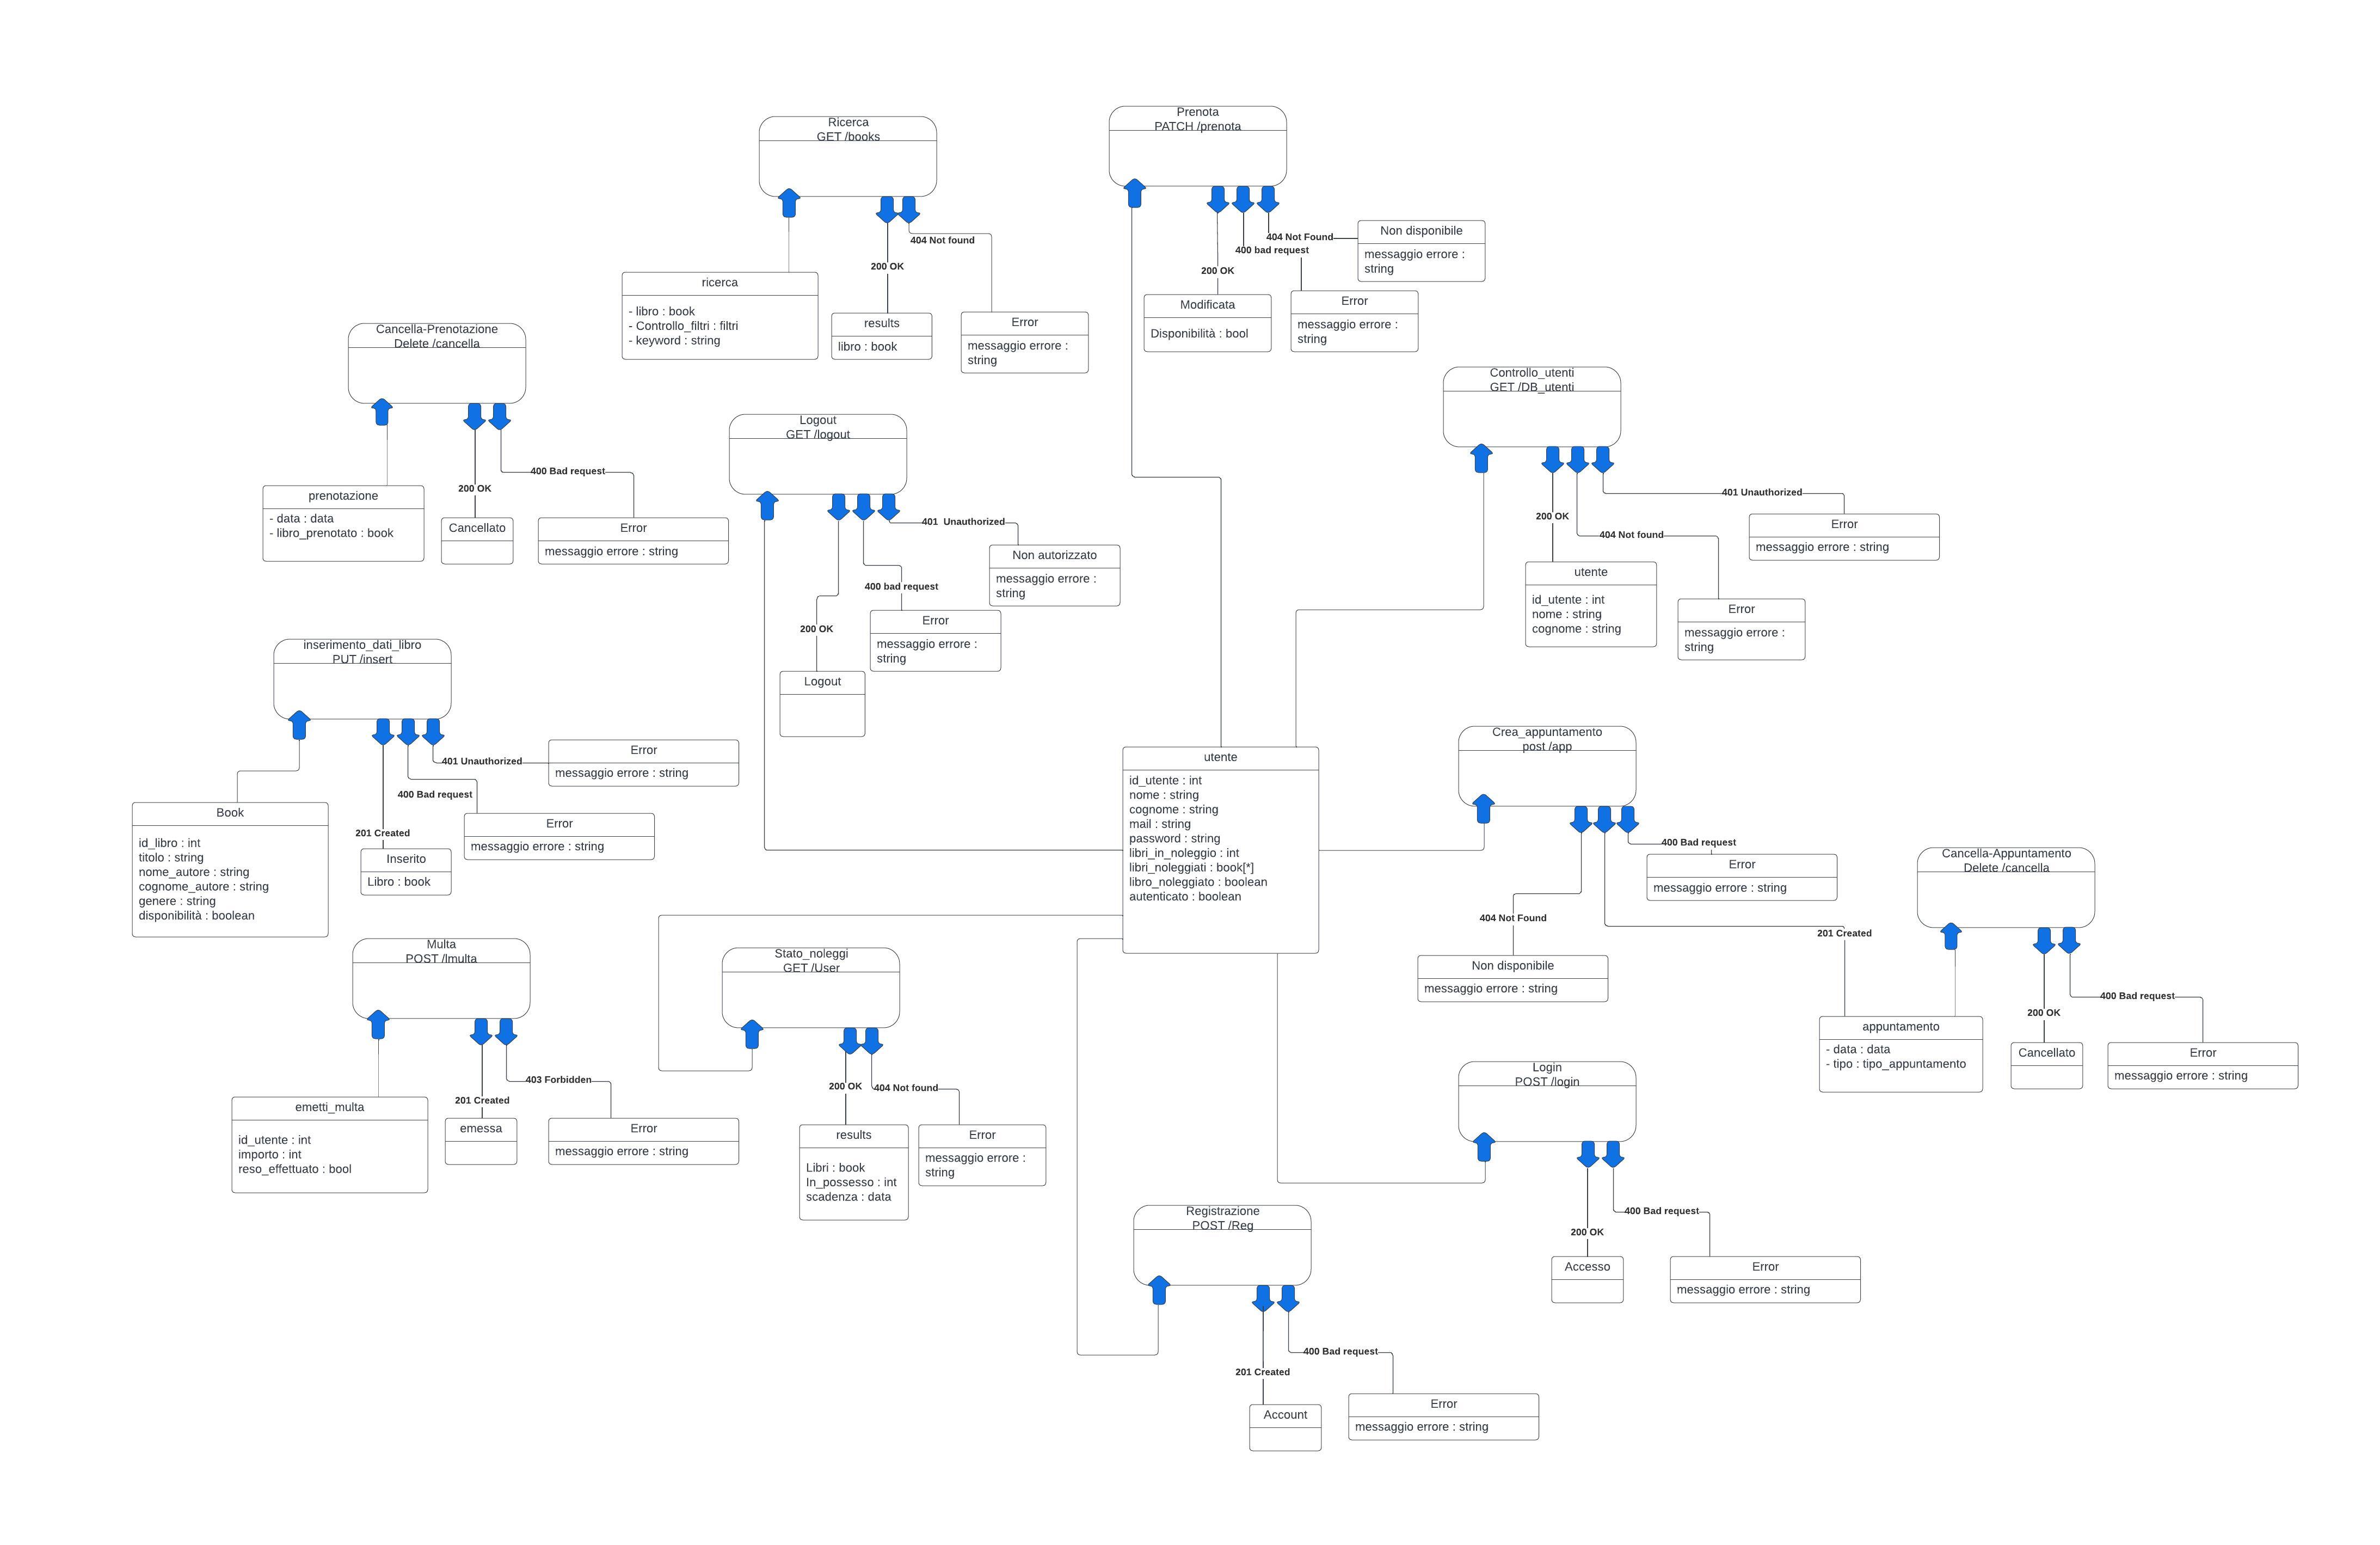 Prenota
PATCH /prenota
404 Not Found
400 bad request
200 OK
Non disponibile
messaggio errore :
string
Modificata
Disponibilità : bool
Error
messaggio errore :
string
Ricerca
GET /books
404 Not found
200 OK
ricerca
- libro : book
- Controllo_filtri : filtri
- keyword : string
results
libro : book
Error
messaggio errore :
string
Cancella-Prenotazione
Delete /cancella
400 Bad request
200 OK
prenotazione
- data : data
- libro_prenotato : book
Cancellato
Error
messaggio errore : string
Logout
GET /logout
401 Unauthorized
400 bad request
200 OK
Non autorizzato
messaggio errore :
string
Error
messaggio errore :
string
Logout
Controllo_utenti
GET /DB_utenti
401 Unauthorized
200 OK
404 Not found
Error
messaggio errore : string
utente
id_utente : int
nome : string
cognome : string
Error
messaggio errore :
string
inserimento_dati_libro
PUT /insert
401 Unauthorized
400 Bad request
201 Created
Error
messaggio errore : string
Error
messaggio errore : string
Inserito
Libro : book
Book
id_libro : int
titolo : string
nome_autore : string
cognome_autore : string
genere : string
disponibilità : boolean
utente
id_utente : int
nome : string
cognome : string
mail : string
password : string
libri_in_noleggio : int
libri_noleggiati : book[*]
libro_noleggiato : boolean
autenticato : boolean
Crea_appuntamento
post /app
400 Bad request
404 Not Found
201 Created
Error
messaggio errore : string
Non disponibile
messaggio errore : string
Cancella-Appuntamento
Delete /cancella
400 Bad request
200 OK
appuntamento
- data : data
- tipo : tipo_appuntamento
Cancellato
Error
messaggio errore : string
Multa
POST /lmulta
403 Forbidden
201 Created
emetti_multa
id_utente : int
importo : int
reso_effettuato : bool
emessa
Error
messaggio errore : string
Stato_noleggi
GET /User
200 OK
404 Not found
results
Libri : book
In_possesso : int
scadenza : data
Error
messaggio errore :
string
Login
POST /login
400 Bad request
200 OK
Accesso
Error
messaggio errore : string
Registrazione
POST /Reg
400 Bad request
201 Created
Account
Error
messaggio errore : string